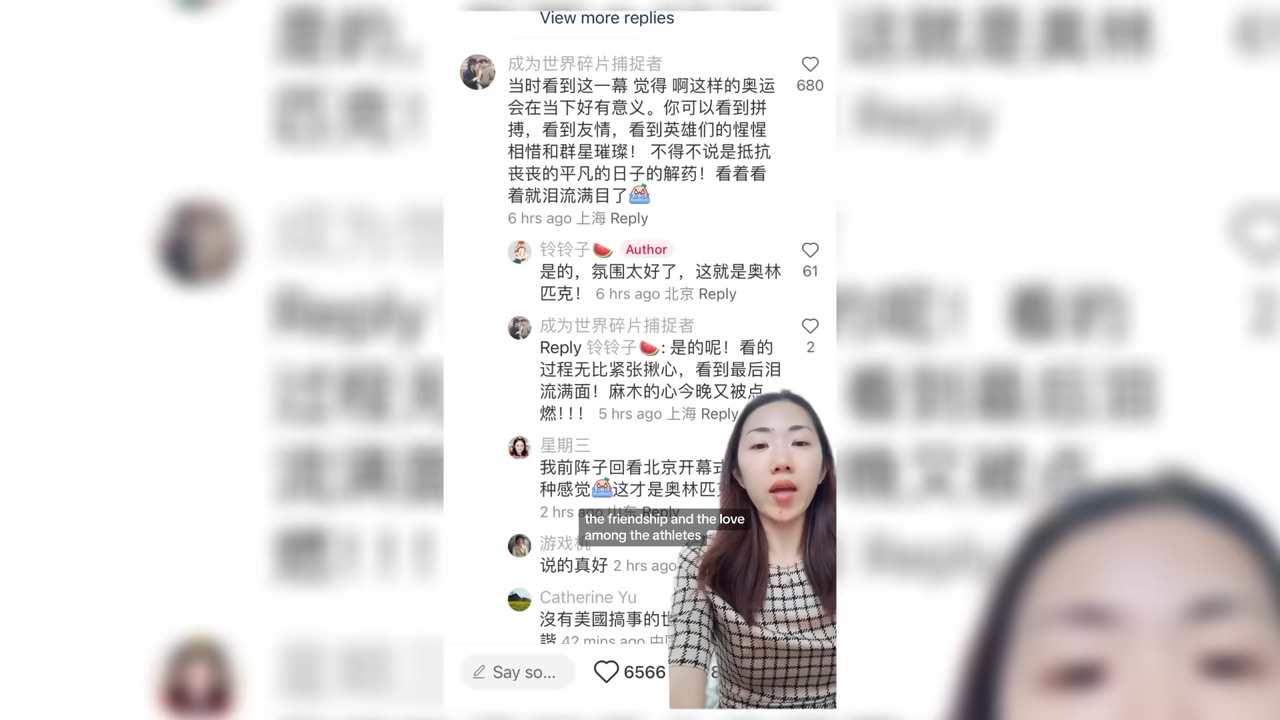 View more replies
成为世界碎片捕捉者
当时看到这一幕 觉得 啊这样的奥运
会在当下好有意义。你可以看到拼
搏，看到友情，看到英雄们的惺惺
相惜和群星璀璨！ 不得不说是抵抗
丧丧的平凡的日子的解药！看着看
着就泪流满目了
6 hrs ago 上海 Reply
680
铃铃子🍉 Author
是的，氛围太好了，这就是奥林
匹克！ 6 hrs ago 北京 Reply
61
成为世界碎片捕捉者
Reply 铃铃子🍉: 是的呢！看的
过程无比紧张揪心，看到最后泪
流满面！麻木的心今晚又被点
燃!!! 5 hrs ago 上海 Reply
2
星期三
我前阵子回看北京开幕式
种感觉 这才是奥林匹
2 hrs ago 山东 Reply
the friendship and the love
among the athletes
游戏机
说的真好 2 hrs ago
Catherine Yu
沒有美國搞事的世
諧 42 mins ago 中
Say so...
6566